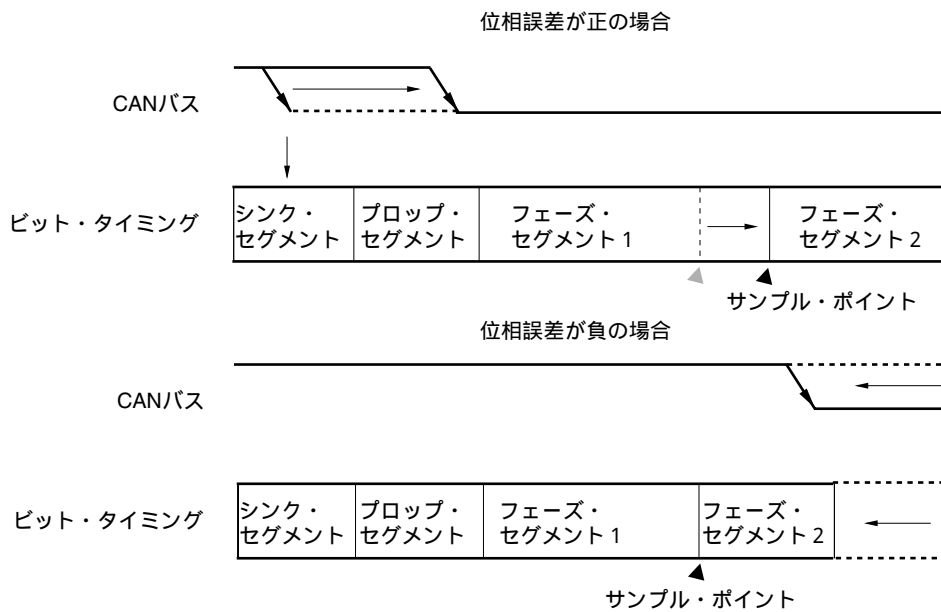 位相誤差が正の場合
CANバス
ビット・タイミング
シンク・
セグメント
プロップ・
セグメント
フェーズ・
セグメント 1
フェーズ・
セグメント 2
サンプル・ポイント
位相誤差が負の場合
CANバス
ビット・タイミング
シンク・
セグメント
プロップ・
セグメント
フェーズ・
セグメント 1
フェーズ・
セグメント 2
サンプル・ポイント